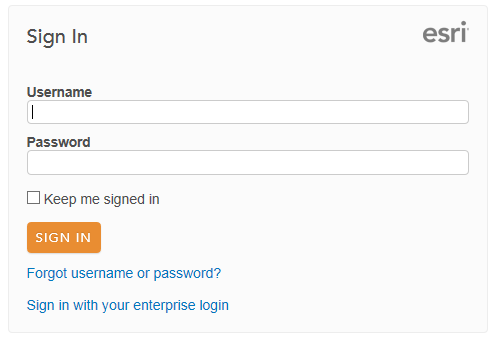 Sign In
esri
Username
Password
Keep me signed in
SIGN IN
Forgot username or password?
Sign in with your enterprise login